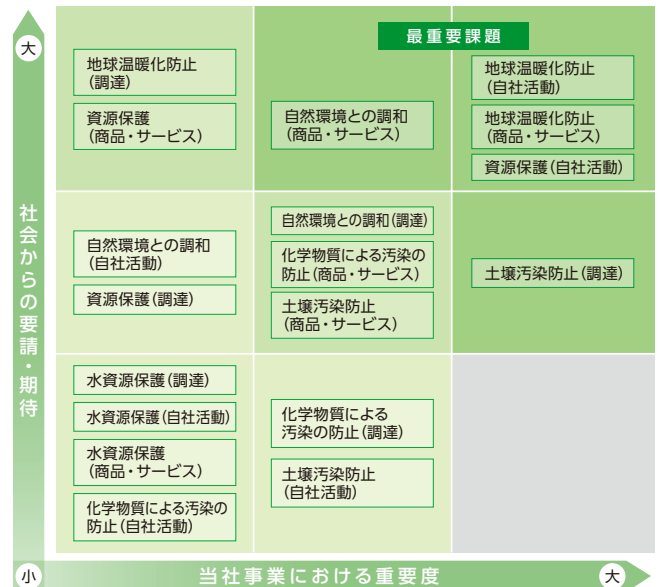 大
最重要課題
地球温暖化防止
(調達)
資源保護
(商品・サービス)
自然環境との調和
(商品・サービス)
地球温暖化防止
(自社活動)
地球温暖化防止
(商品・サービス)
資源保護(自社活動)
社会からの要請・期待
自然環境との調和
(自社活動)
資源保護(調達)
自然環境との調和(調達)
化学物質による汚染の
防止(商品・サービス)
土壌汚染防止
(商品・サービス)
土壌汚染防止(調達)
水資源保護(調達)
水資源保護(自社活動)
水資源保護
(商品・サービス)
化学物質による汚染の
防止(自社活動)
化学物質による
汚染の防止(調達)
土壌汚染防止
(自社活動)
小
当社事業における重要度
大